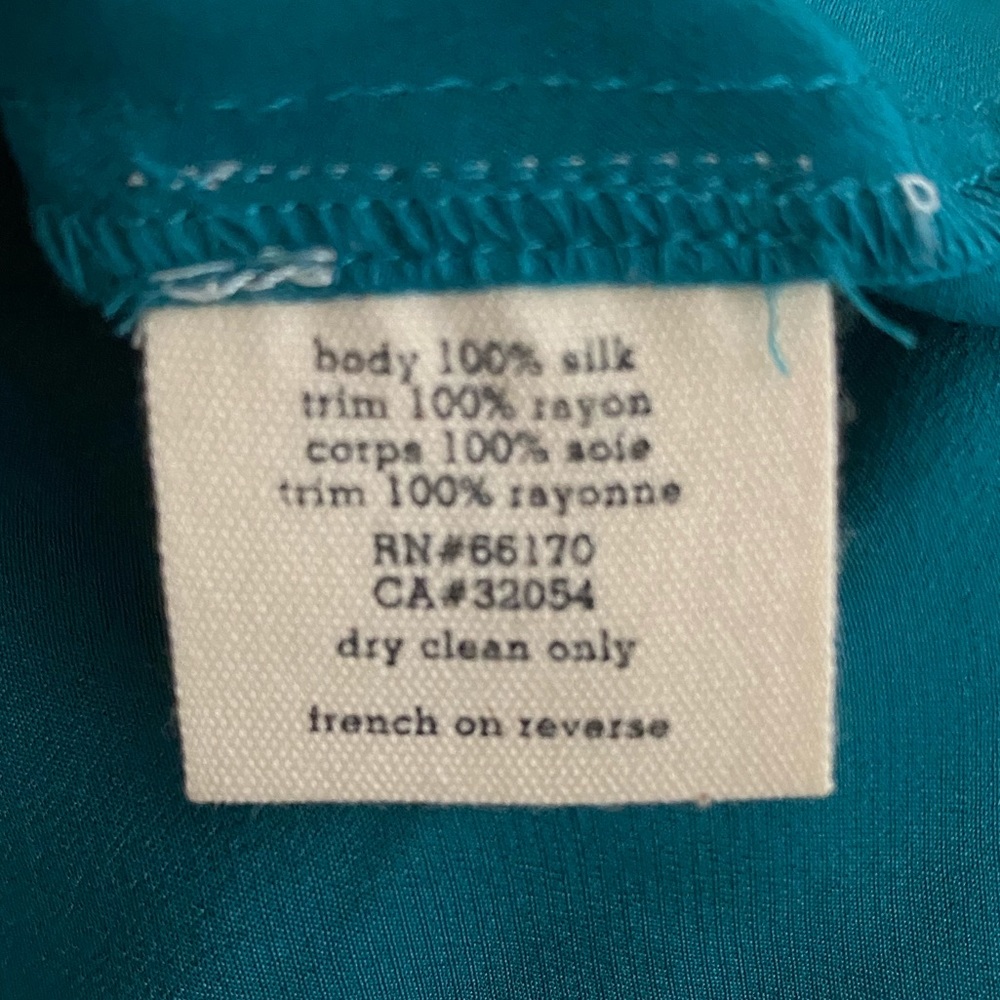 body 100% silk
trim 100% rayon
corps 100% soie
trim 100% rayonne
RN#66170
CA#32054
dry clean only
french on reverse